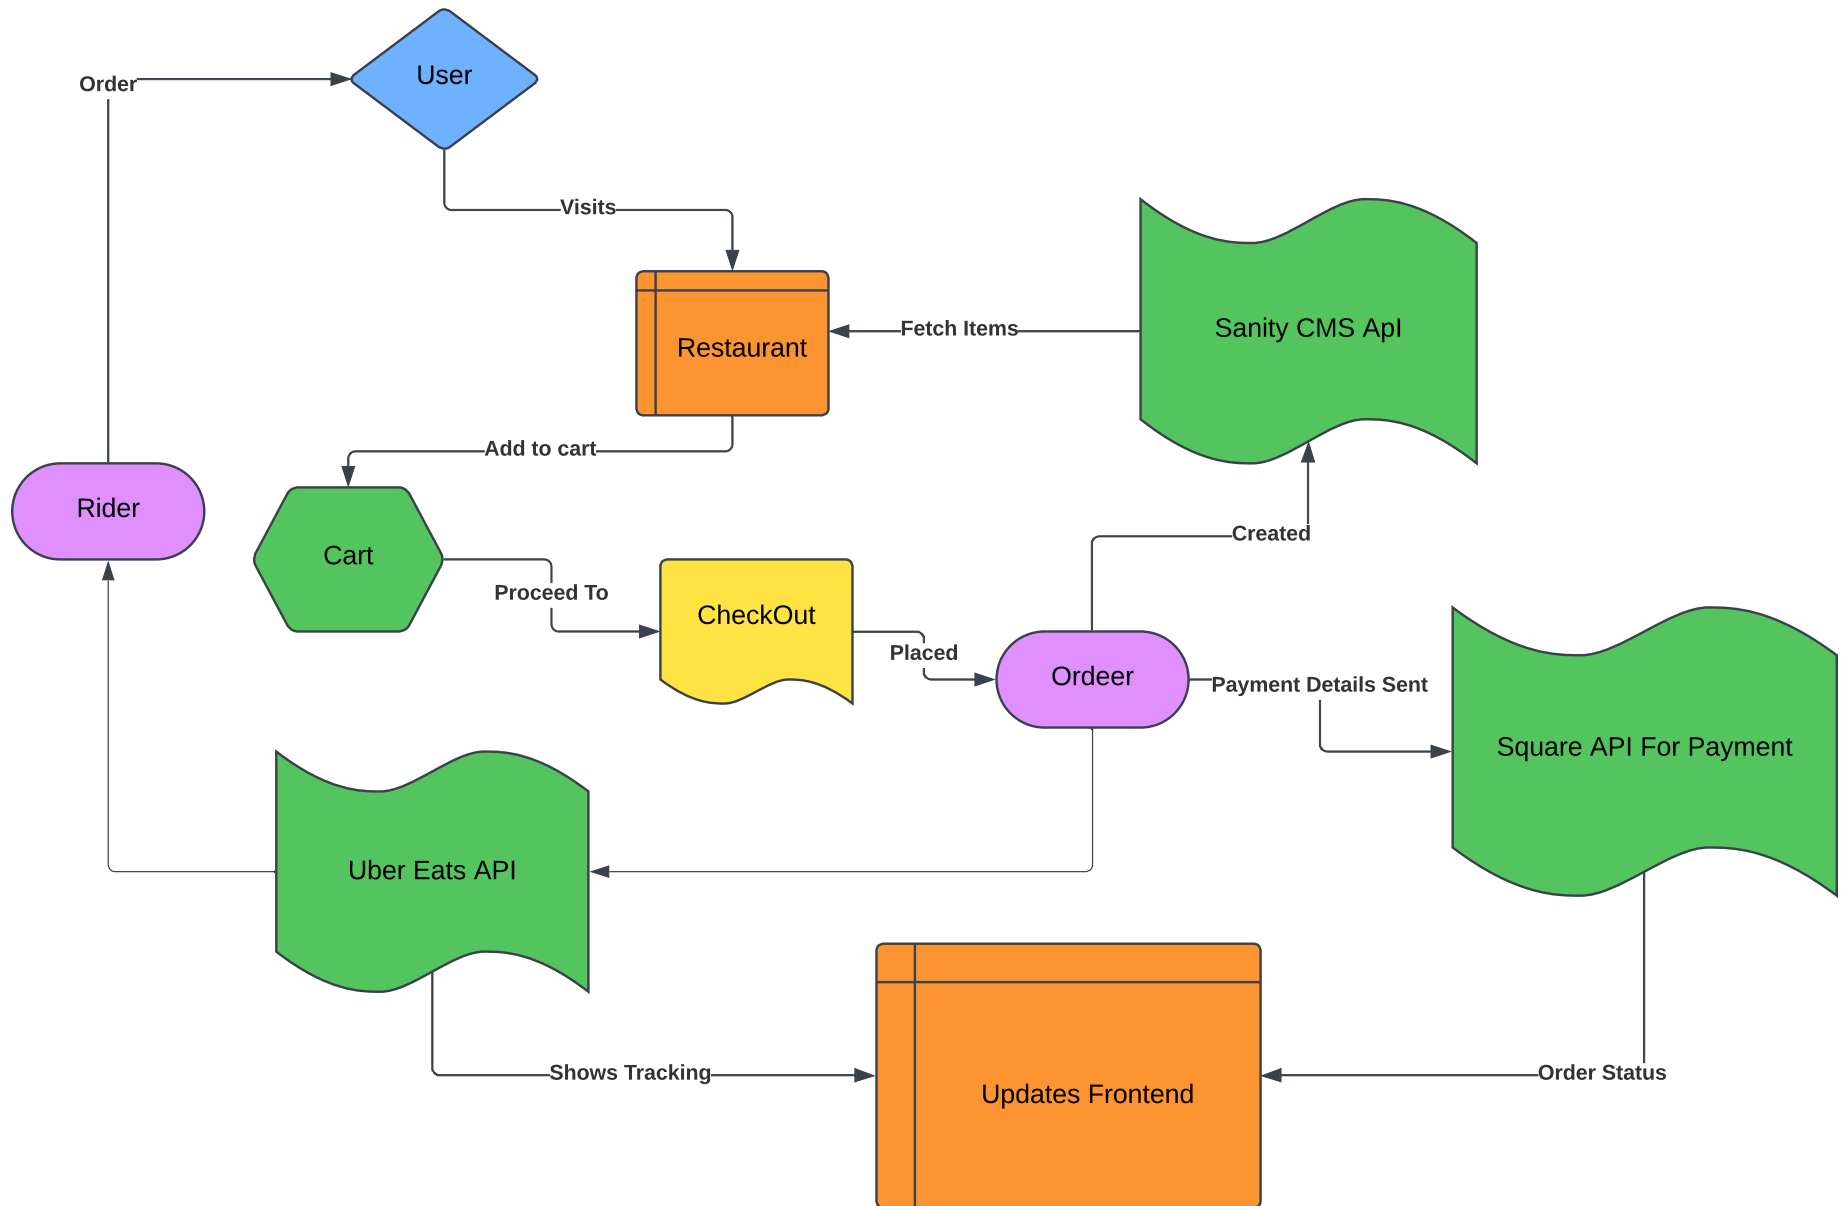 User
Order
Visits
Sanity CMS ApI
Fetch Items
Restaurant
Add to cart
Rider
Cart
Created
Proceed To
CheckOut
Placed
Ordeer
Payment Details Sent
Square API For Payment
Uber Eats API
Shows Tracking
Order Status
Updates Frontend